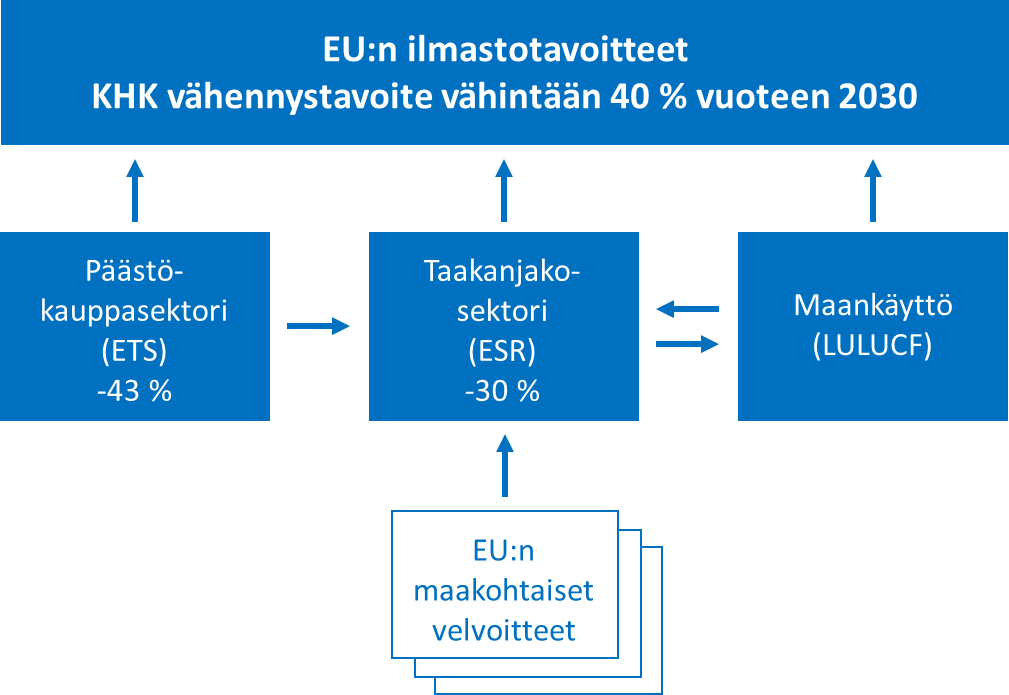 EU:n ilmastotavoitteet
KHK vähennystavoite vähintään 40 % vuoteen 2030
Päästö-
kauppasektori
(ETS)
-43 %
Taakanjako-
sektori
(ESR)
-30 %
Maankäyttö
(LULUCF)
EU:n
maakohtaiset
velvoitteet